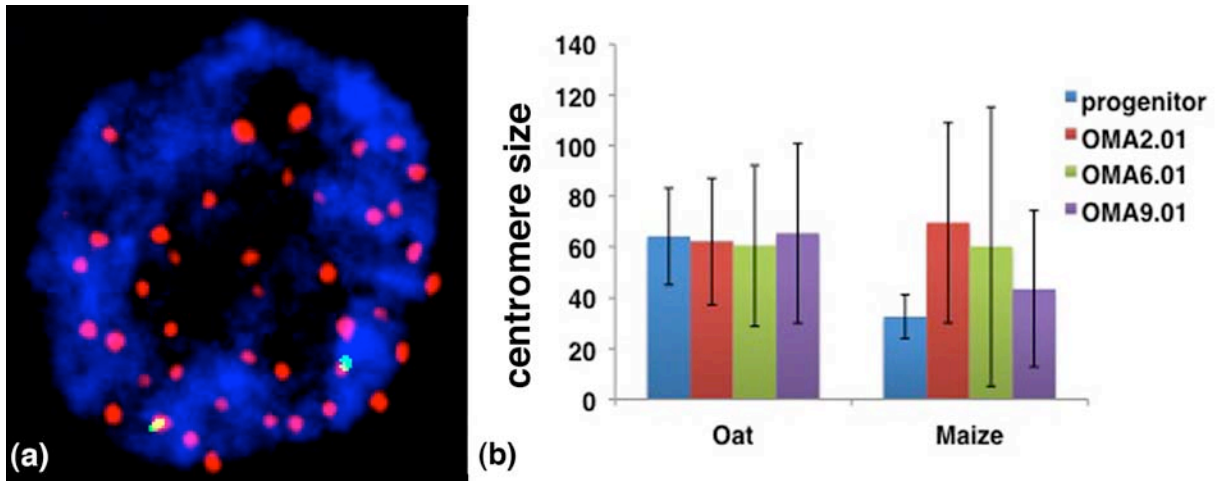 (a)
(b)
centromere size
140
120
100
80
60
40
20
0
Oat
Maize
progenitor
OMA2.01
OMA6.01
OMA9.01